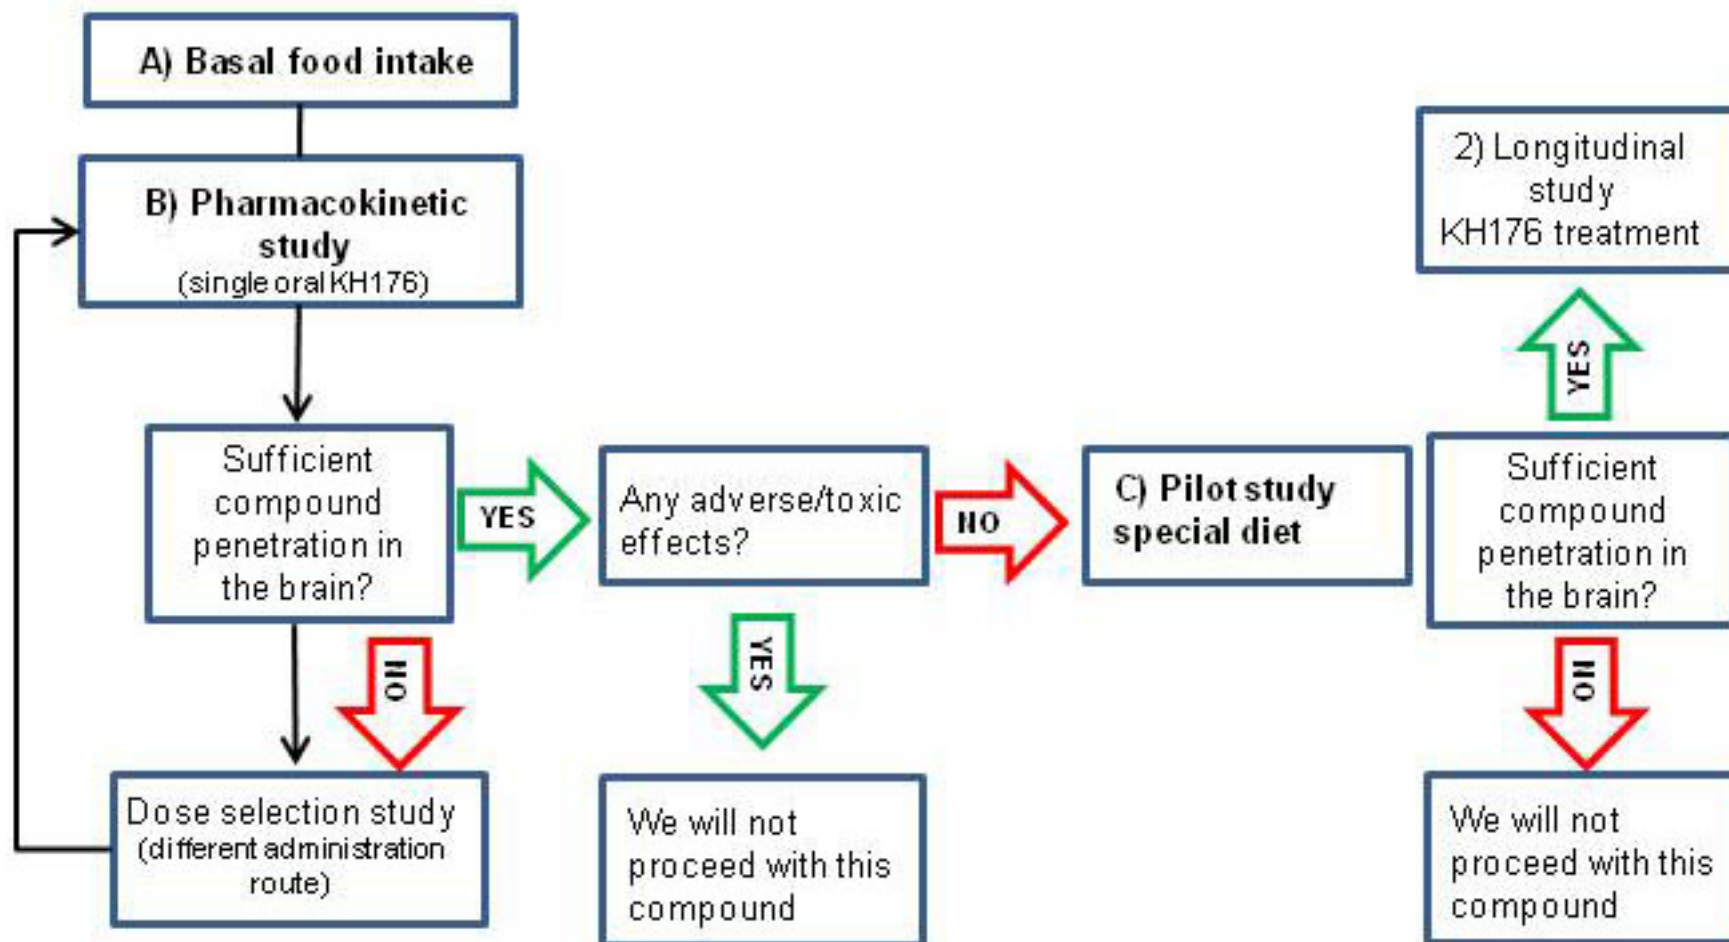 A) Basal food intake
B) Pharmacokinetic
study
(single oral KH176)
Sufficient
compound
penetration in
the brain?
YES
NO
Dose selection study
(different administration
route)
Any adverse/toxic
effects?
NO
YES
We will not
proceed with this
compound
C) Pilot study
special diet
2) Longitudinal
study
KH176 treatment
YES
Sufficient
compound
penetration in
the brain?
NO
We will not
proceed with this
compound